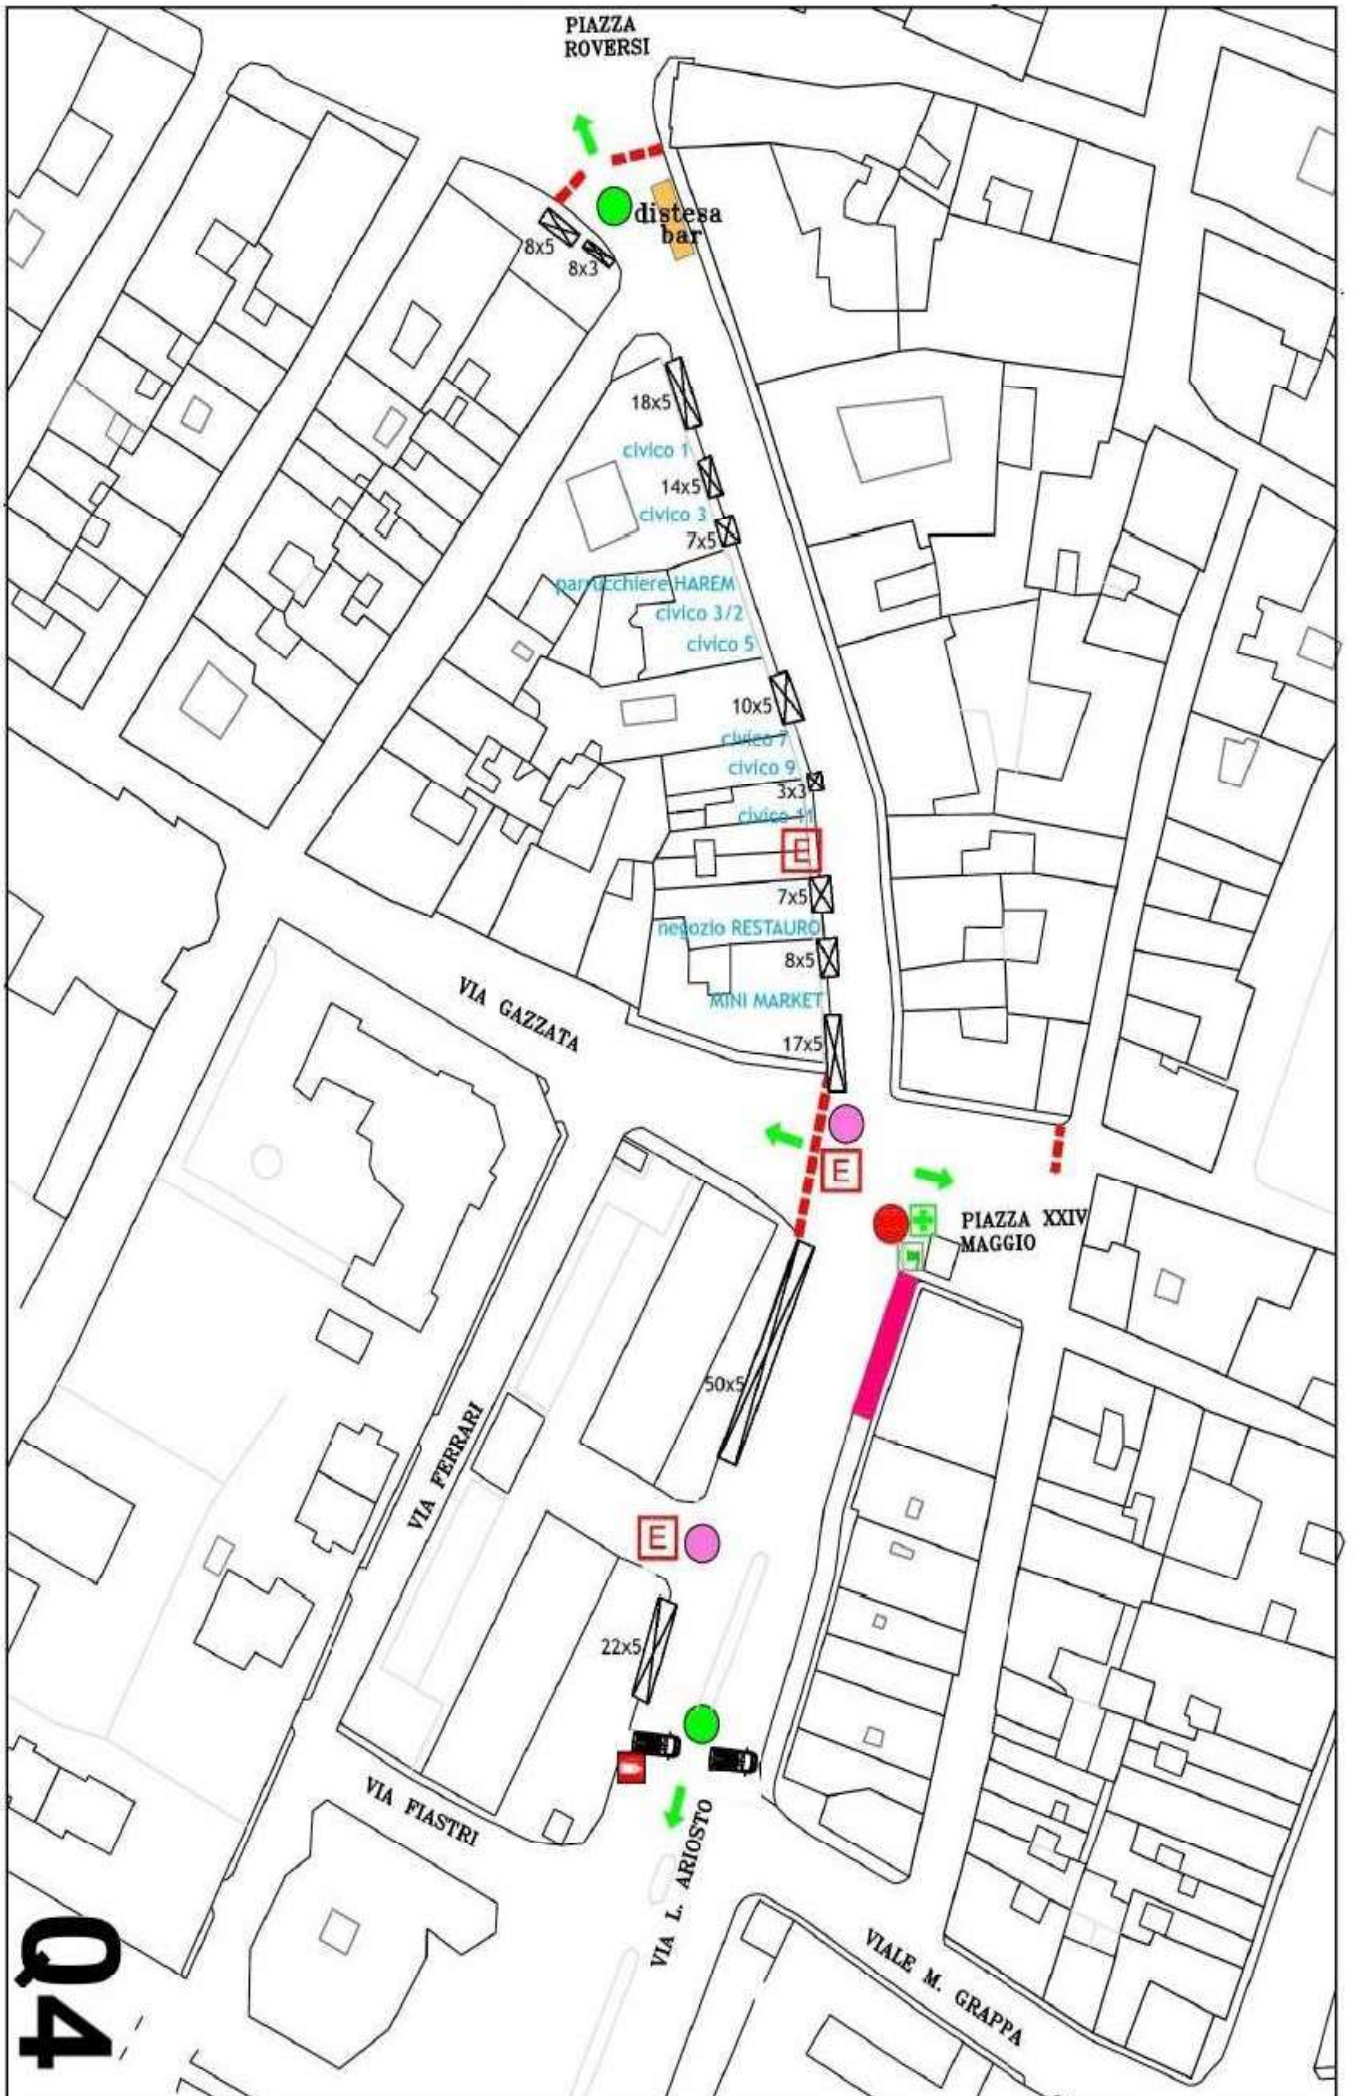 PIAZZA
ROVERSI
distesa
bar
8x5
8x3
18x5
civico 1
14x5
civico 3
7x5
parrucchiere HAREM
civico 3/2
civico 5
10x5
civico 7
civico 9
3x3
civico 11
E
7x5
negozio RESTAURO
8x5
MINI MARKET
VIA GAZZATA
17x5
E
PIAZZA XXIV
MAGGIO
50x5
VIA FERRARI
E
22x5
VIA FIASTRI
VIA L. ARIOSTO
VIALE M. GRAPPA
Q4